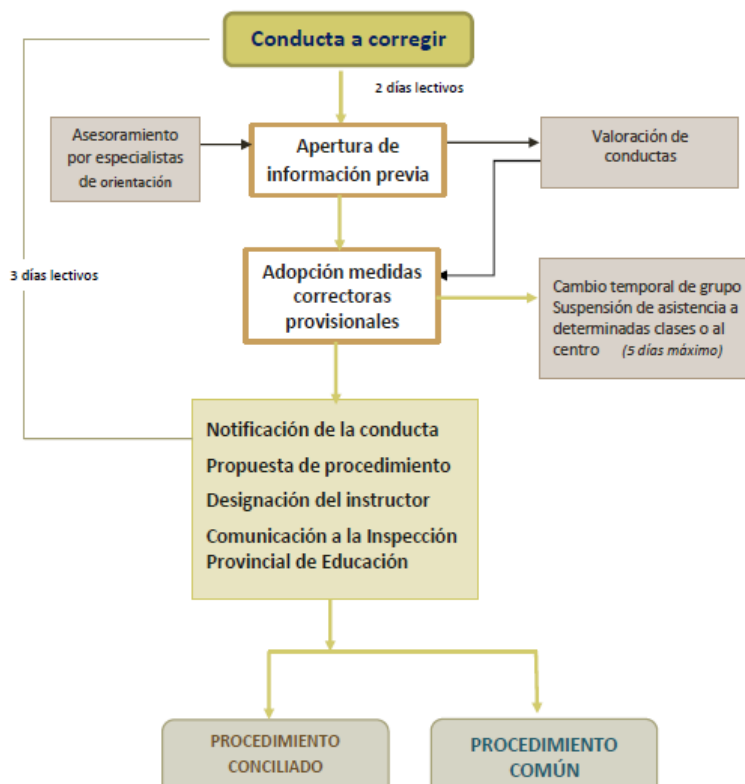 Conducta a corregir
2 días lectivos
Asesoramiento
por especialistas
de orientación
Apertura de
información previa
Valoración de
conductas
3 días lectivos
Adopción medidas
correctoras
provisionales
Cambio temporal de grupo
Suspensión de asistencia a
determinadas clases o al
centro (5 días máximo)
Notificación de la conducta
Propuesta de procedimiento
Designación del instructor
Comunicación a la Inspección
Provincial de Educación
PROCEDIMIENTO
CONCILIADO
PROCEDIMIENTO
COMÚN